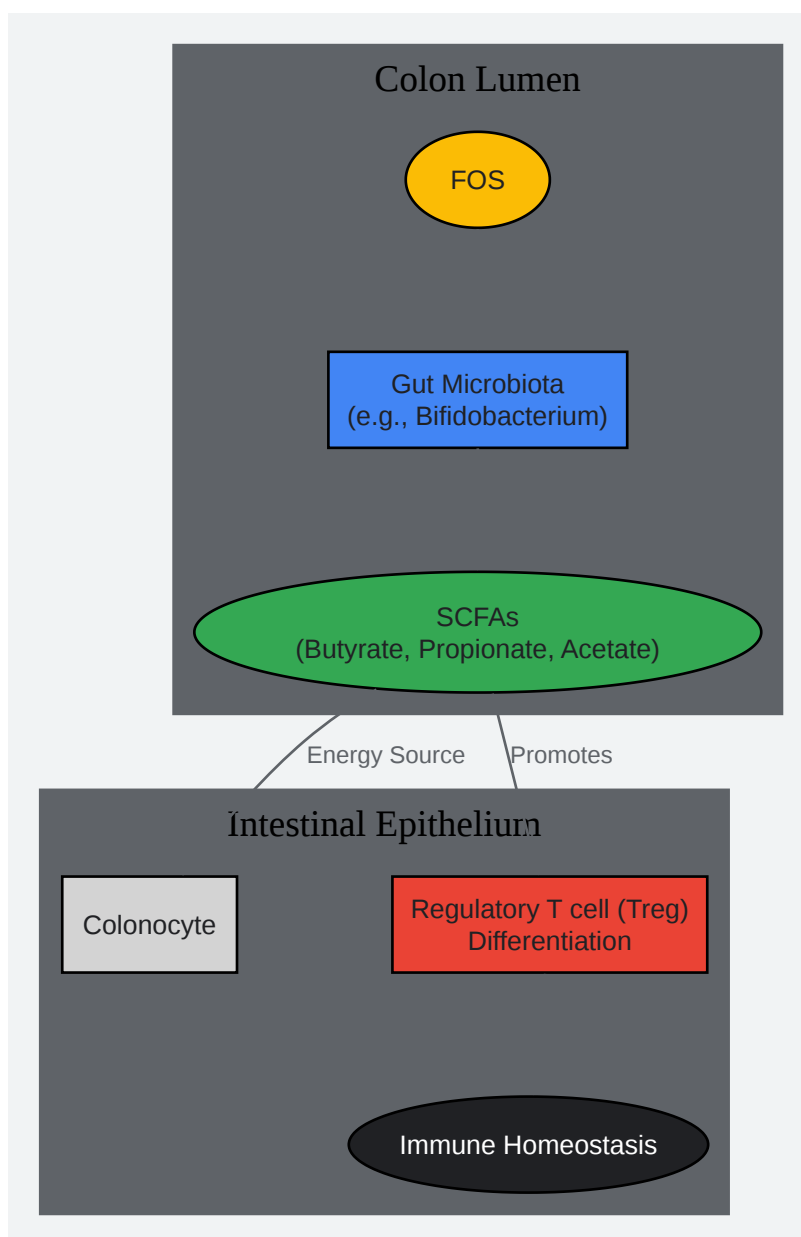 Colon Lumen
FOS
Gut Microbiota
(e.g., Bifidobacterium)
SCFAs
(Butyrate, Propionate, Acetate)
Energy Source
Promotes
Intestinal Epithelium
Colonocyte
Regulatory T cell (Treg)
Differentiation
Immune Homeostasis